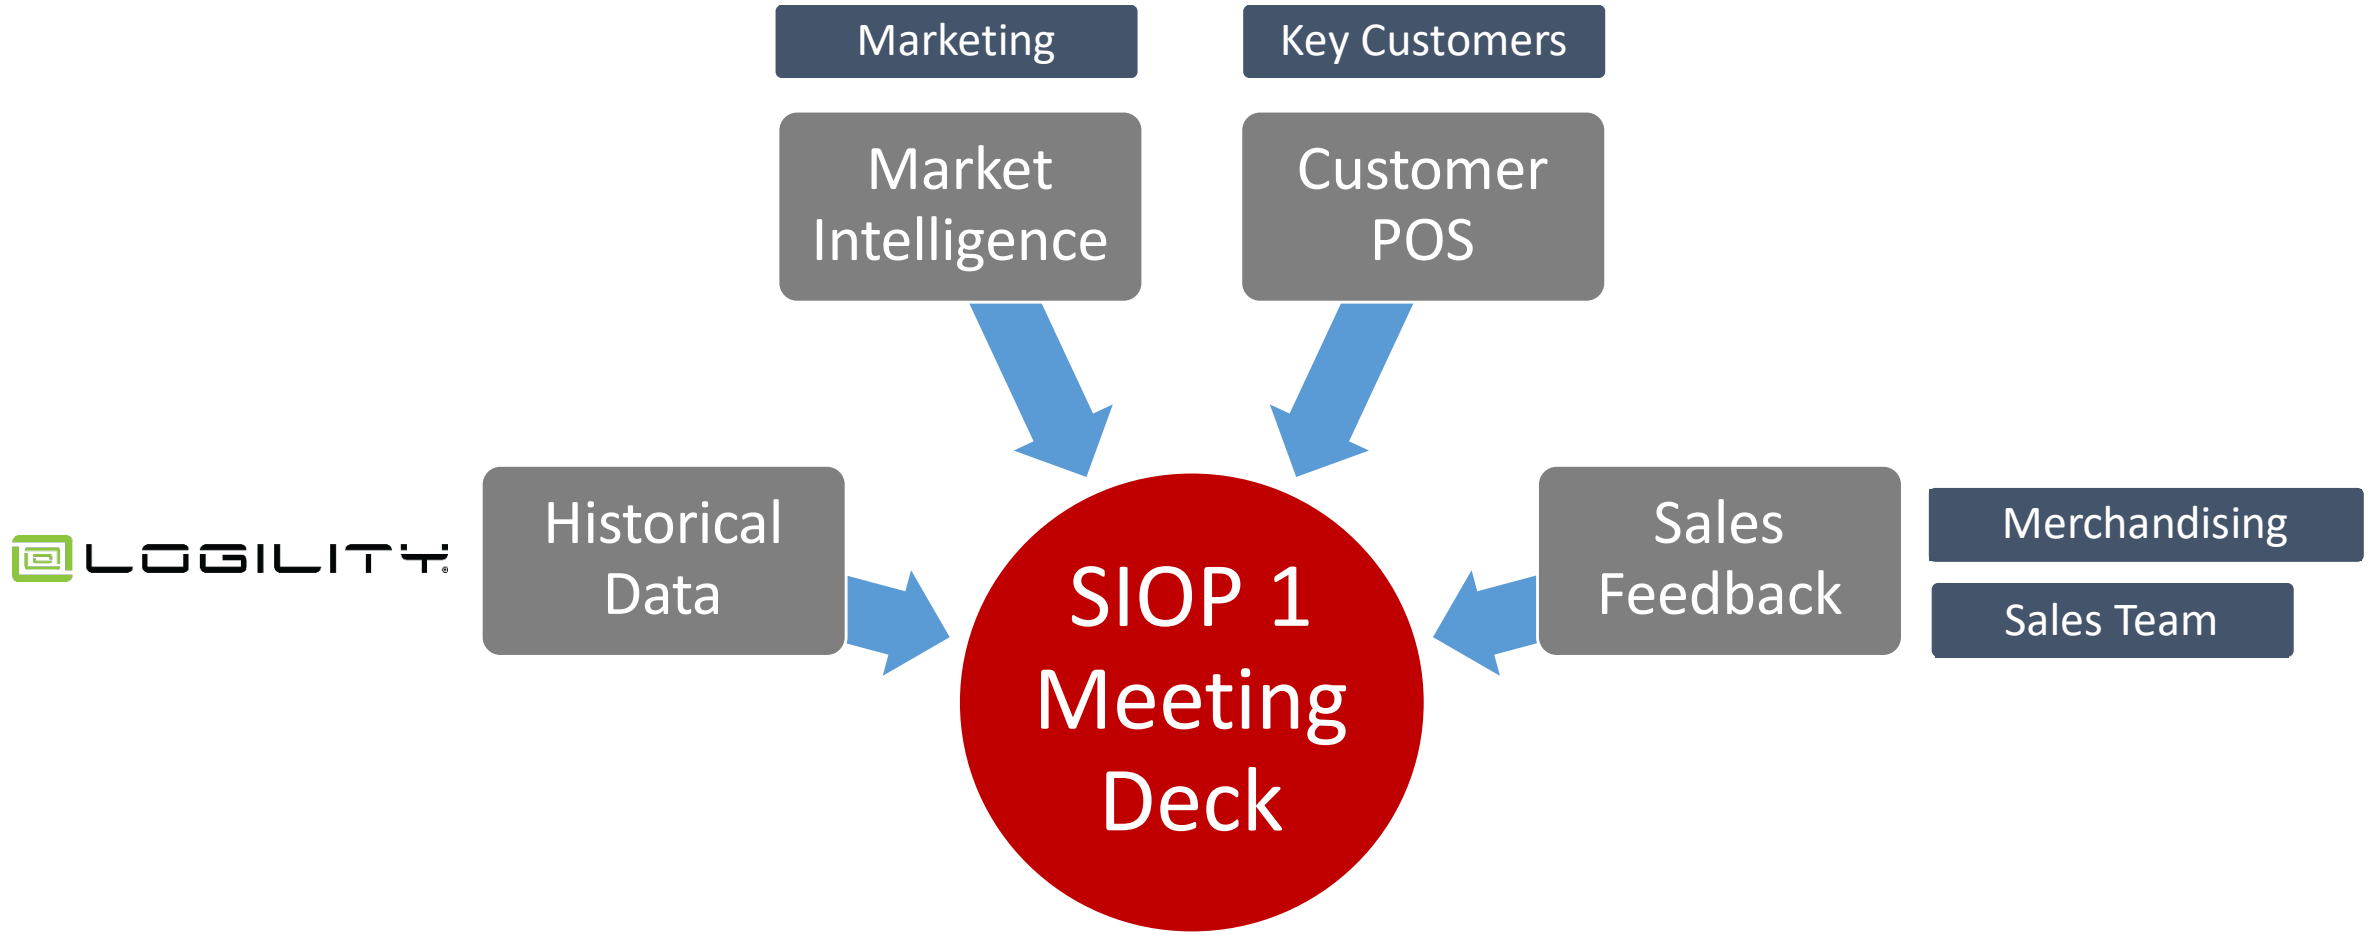 Marketing
Key Customers
Market
Intelligence
Customer
POS
LOGILITY®
Historical
Data
Sales
Feedback
Merchandising
Sales Team
SIOP 1
Meeting
Deck